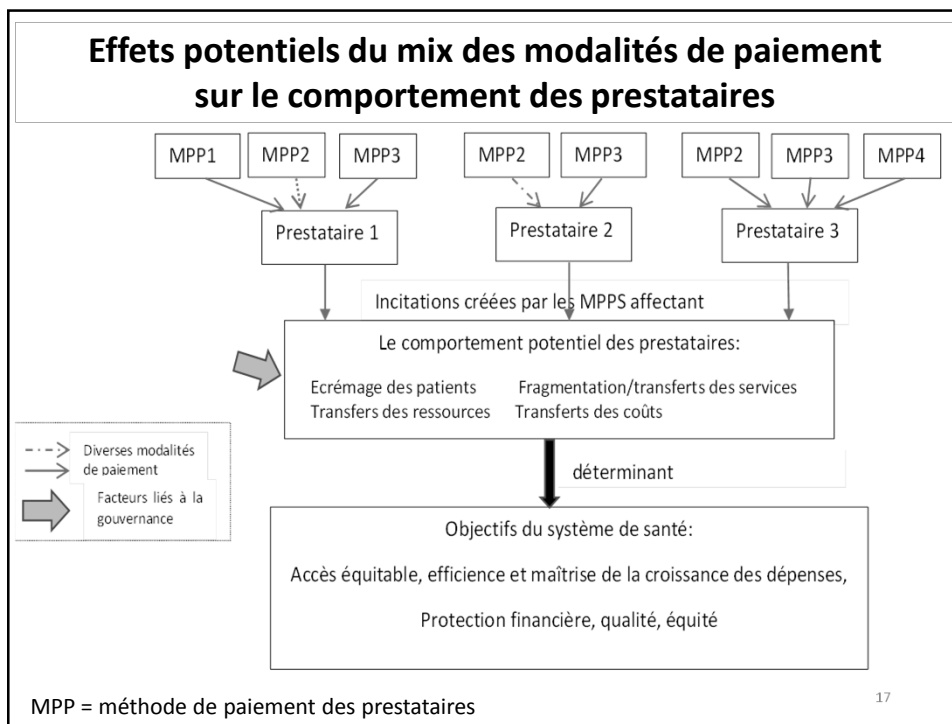 Effets potentiels du mix des modalités de paiement
sur le comportement des prestataires
MPP1 MPP2 MPP3 MPP2 MPP3 MPP2 MPP3 MPP4
Prestataire 1 Prestataire 2 Prestataire 3
Incitations créées par les MPPS affectant
Le comportement potentiel des prestataires:
Ecrémage des patients Fragmentation/transferts des services
Transfers des ressources Transferts des coûts
Diverses modalités
de paiement
Facteurs liés à la
gouvernance
déterminant
Objectifs du système de santé:
Accès équitable, efficience et maîtrise de la croissance des dépenses,
Protection financière, qualité, équité
MPP = méthode de paiement des prestataires
17